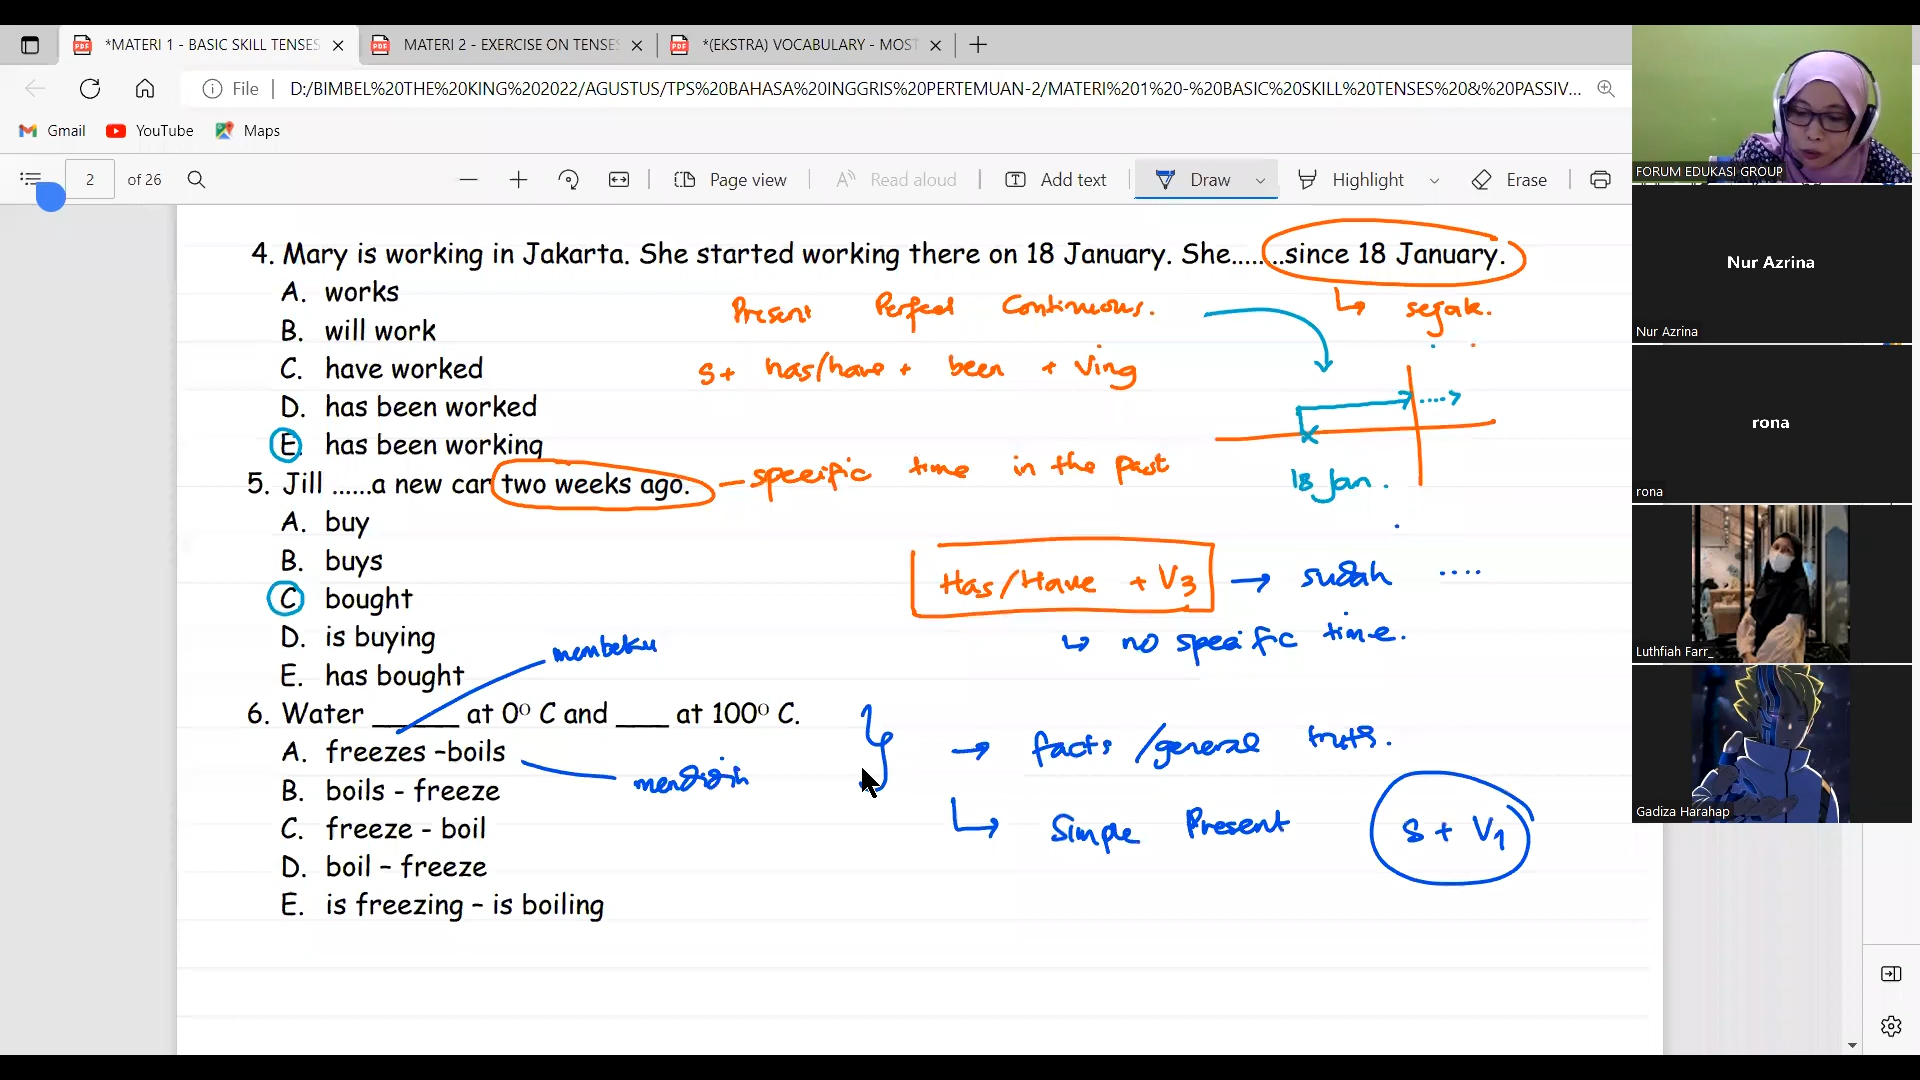 *MATERI 1 - BASIC SKILL TENSES
MATERI 2 - EXERCISE ON TENSES
*(EKSTRA) VOCABULARY - MOST
File
D:/BIMBEL%20THE%20KING%202022/AGUSTUS/TPS%20BAHASA%20INGGRIS%20PERTEMUAN-2/MATERI%201%20-%20BASIC%20SKILL%20TENSES%20&%20PASSIV...
Gmail
YouTube
Maps
2 of 26
Page view
Read aloud
Add text
Draw
Highlight
Erase
4. Mary is working in Jakarta. She started working there on 18 January. She........since 18 January.
A. works
B. will work
C. have worked
D. has been worked
E. has been working
Present Perfect Continuous.
sejak.
S+ has/have + been + Ving
18 Jan.
5. Jill ......a new car two weeks ago.
specific time in the past
A. buy
B. buys
C. bought
D. is buying
E. has bought
Has/Have + V3 → sudah ....
↳ no specific time.
membeku
6. Water _____ at 0º C and ___ at 100º C.
A. freezes –boils
B. boils - freeze
C. freeze - boil
D. boil – freeze
E. is freezing – is boiling
mendidih
→ facts /general truth.
↳ Simple Present
S + V1
FORUM EDUKASI GROUP
Nur Azrina
Nur Azrina
rona
rona
Luthfiah Farr_
Gadiza Harahap